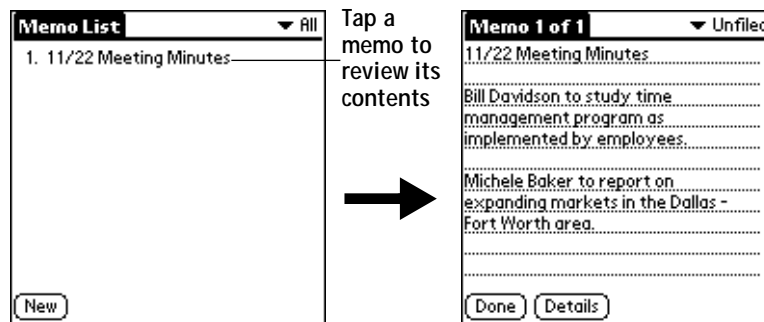 Memo List
All
1. 11/22 Meeting Minutes
New
Tap a
memo to
review its
contents
Memo 1 of 1
Unfiled
11/22 Meeting Minutes
Bill Davidson to study time
management program as
implemented by employees.
Michele Baker to report on
expanding markets in the Dallas -
Fort Worth area.
Done
Details